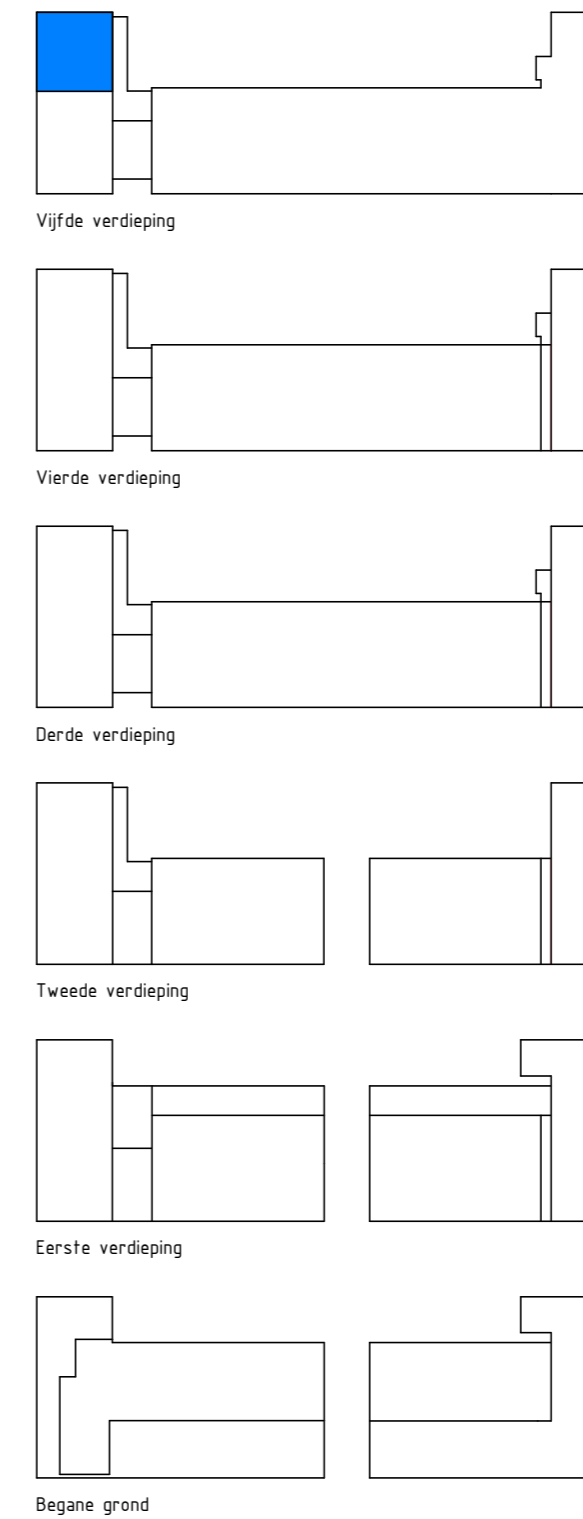 Vijfde verdieping
Vierde verdieping
Derde verdieping
Tweede verdieping
Eerste verdieping
Begane grond